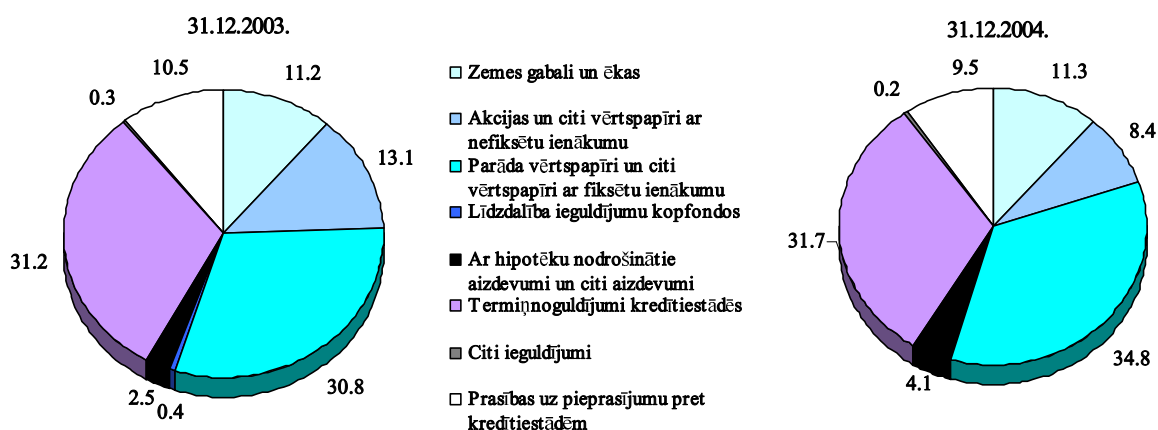 31.12.2003.
10.5
11.2
0.3
13.1
31.2
2.5
0.4
30.8
Zemes gabali un ēkas
Akcijas un citi vērtspapīri ar
nefiksētu ienākumu
Parāda vērtspapīri un citi
vērtspapīri ar fiksētu ienākumu
Līdzdalība ieguldījumu kopfondos
Ar hipotēku nodrošinātie
aizdevumi un citi aizdevumi
Termiņnoguldījumi kredītiestādēs
Citi ieguldījumi
Prasības uz pieprasījumu pret
kredītiestādēm
31.12.2004.
9.5
11.3
0.2
8.4
31.7
4.1
34.8